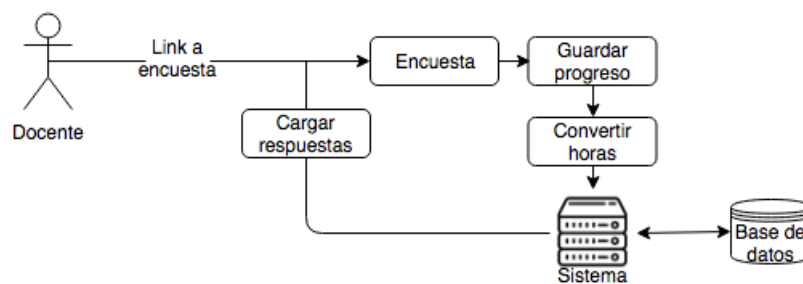 Link a
encuesta
Encuesta
Guardar
progreso
Docente
Cargar
respuestas
Convertir
horas
Sistema
Base de
datos